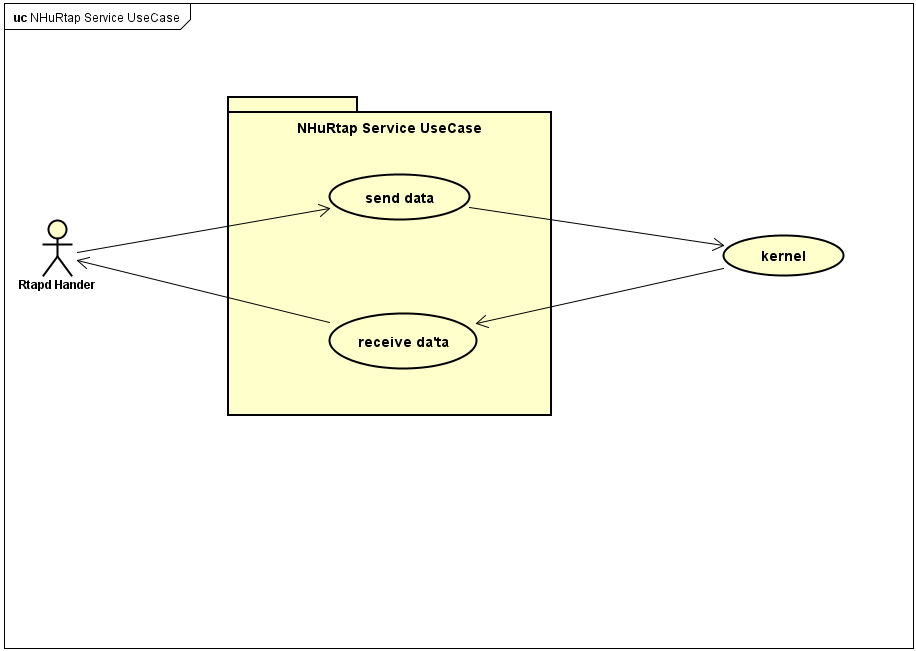 uc NHuRtap Service UseCase
NHuRtap Service UseCase
send data
Rtapd Hander
kernel
receive da'ta